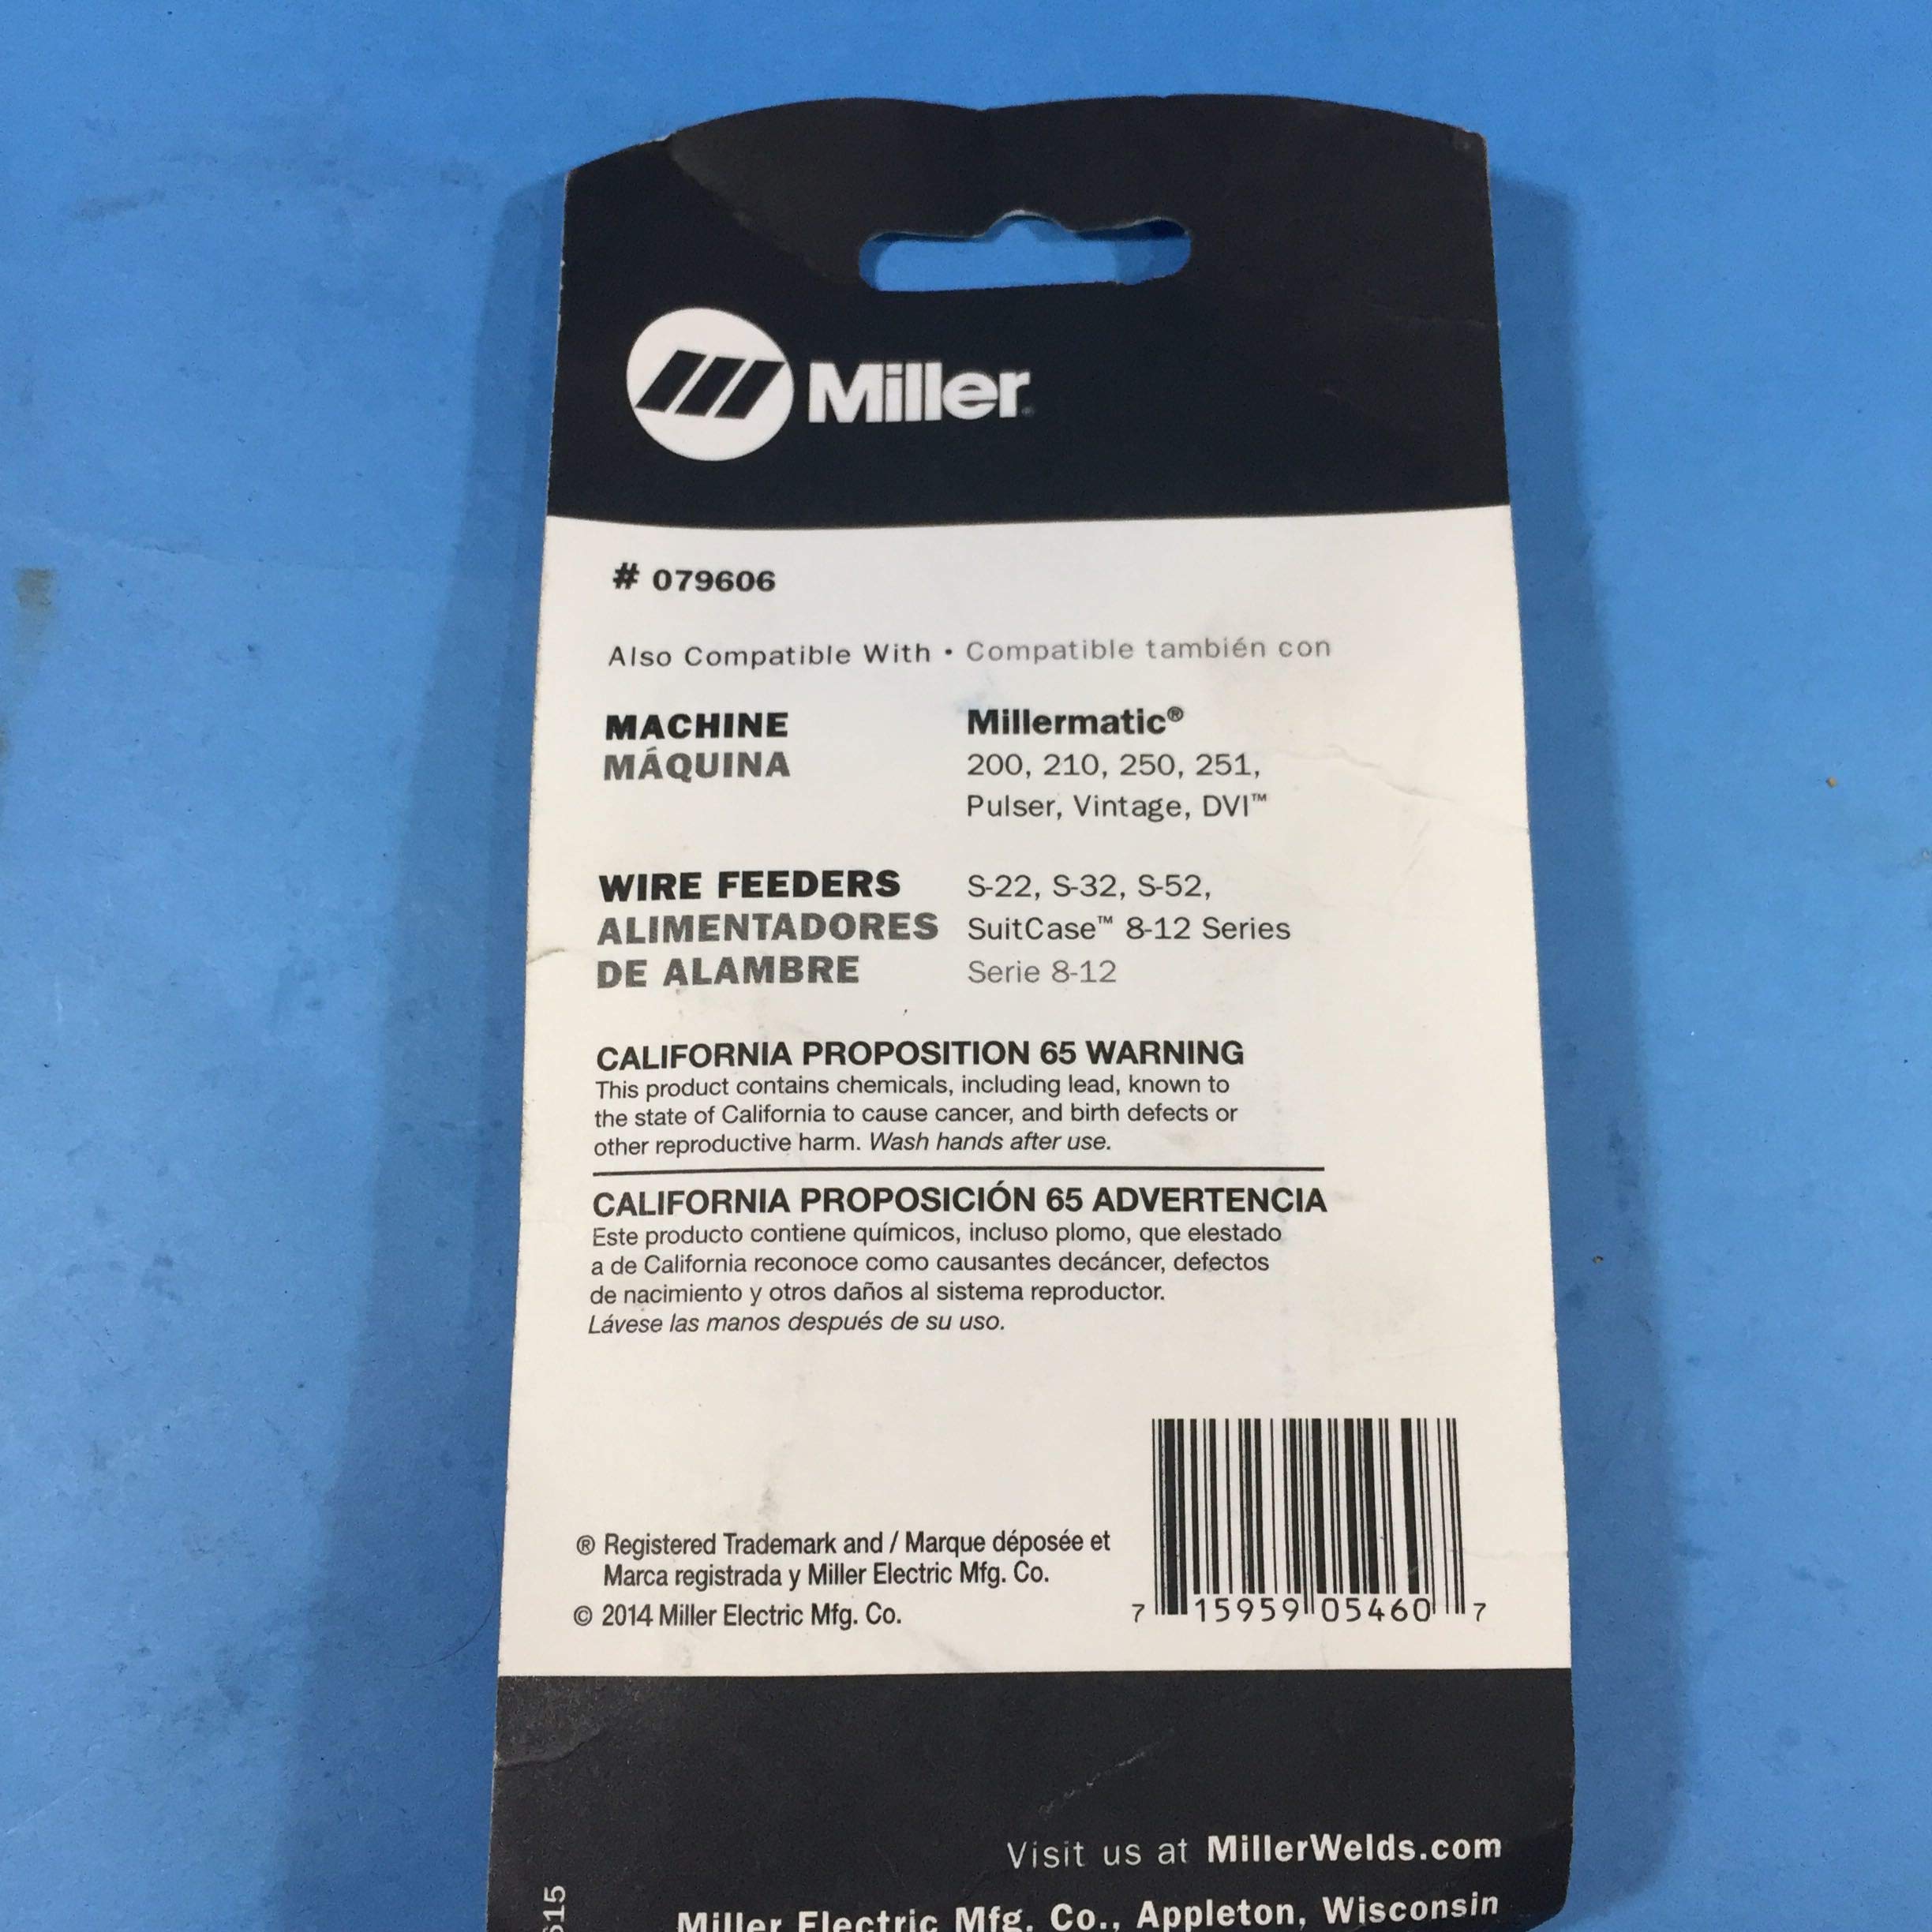 Miller®
# 079606
Also Compatible With • Compatible también con
MACHINE
MÁQUINA
Millermatic®
200, 210, 250, 251,
Pulser, Vintage, DVI™
WIRE FEEDERS
ALIMENTADORES
DE ALAMBRE
S-22, S-32, S-52,
SuitCase™ 8-12 Series
Serie 8-12
CALIFORNIA PROPOSITION 65 WARNING
This product contains chemicals, including lead, known to
the state of California to cause cancer, and birth defects or
other reproductive harm. Wash hands after use.
CALIFORNIA PROPOSICIÓN 65 ADVERTENCIA
Este producto contiene químicos, incluso plomo, que elestado
a de California reconoce como causantes decáncer, defectos
de nacimiento y otros daños al sistema reproductor.
Lávese las manos después de su uso.
® Registered Trademark and / Marque déposée et
Marca registrada y Miller Electric Mfg. Co.
© 2014 Miller Electric Mfg. Co.
7 15959 05460 7
Visit us at MillerWelds.com
Miller Electric Mfg. Co., Appleton, Wisconsin